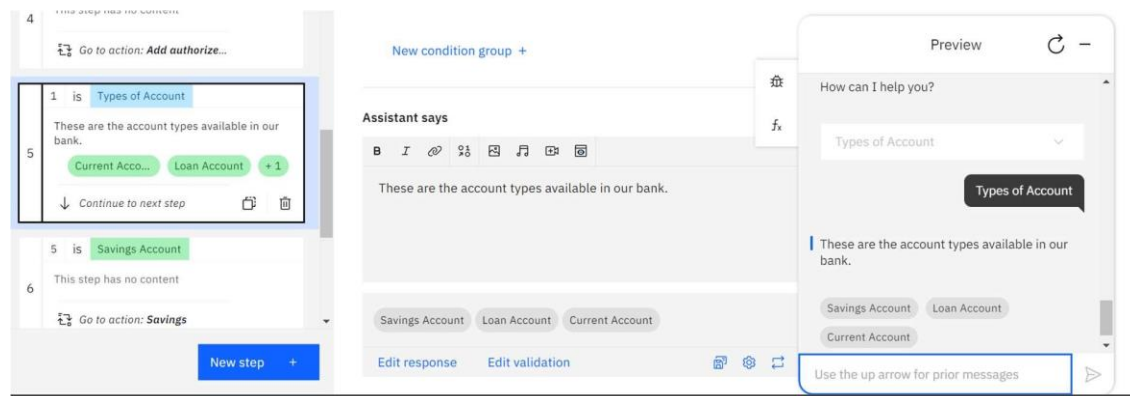 4
This step has no content
Go to action: Add authorize...
5
1 is Types of Account
These are the account types available in our
bank.
Current Acco... Loan Account + 1
Continue to next step
6
5 is Savings Account
This step has no content
Go to action: Savings
New step +
New condition group +
Assistant says
B I
These are the account types available in our bank.
Savings Account Loan Account Current Account
Edit response Edit validation
fx
Preview
How can I help you?
Types of Account
Types of Account
These are the account types available in our
bank.
Savings Account Loan Account
Current Account
Use the up arrow for prior messages